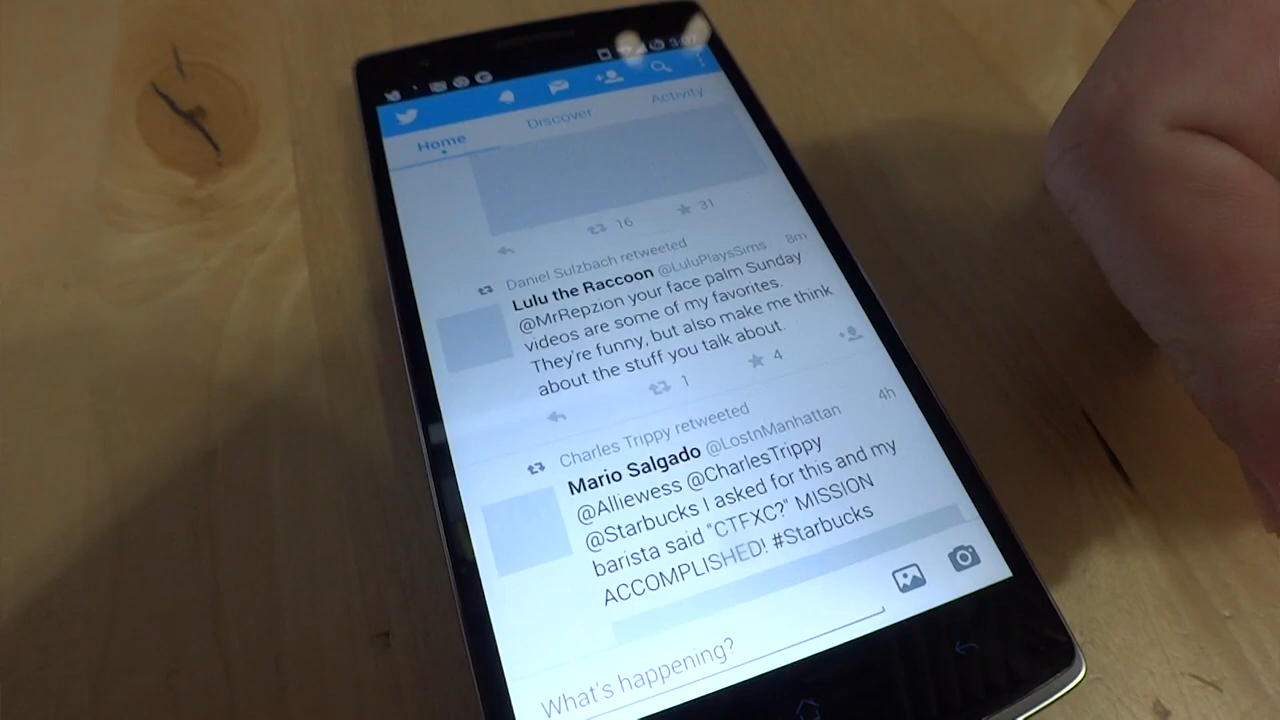 Home Discover Activity
16 31
Daniel Sulzbach retweeted
Lulu the Raccoon @LuluPlaysSims 8m
@MrRepzion your face palm Sunday
videos are some of my favorites.
They're funny, but also make me think
about the stuff you talk about.
1 4
Charles Trippy retweeted
Mario Salgado @LostnManhattan 4h
@Alliewess @CharlesTrippy
@Starbucks I asked for this and my
barista said "CTFXC?" MISSION
ACCOMPLISHED! #Starbucks
What's happening?